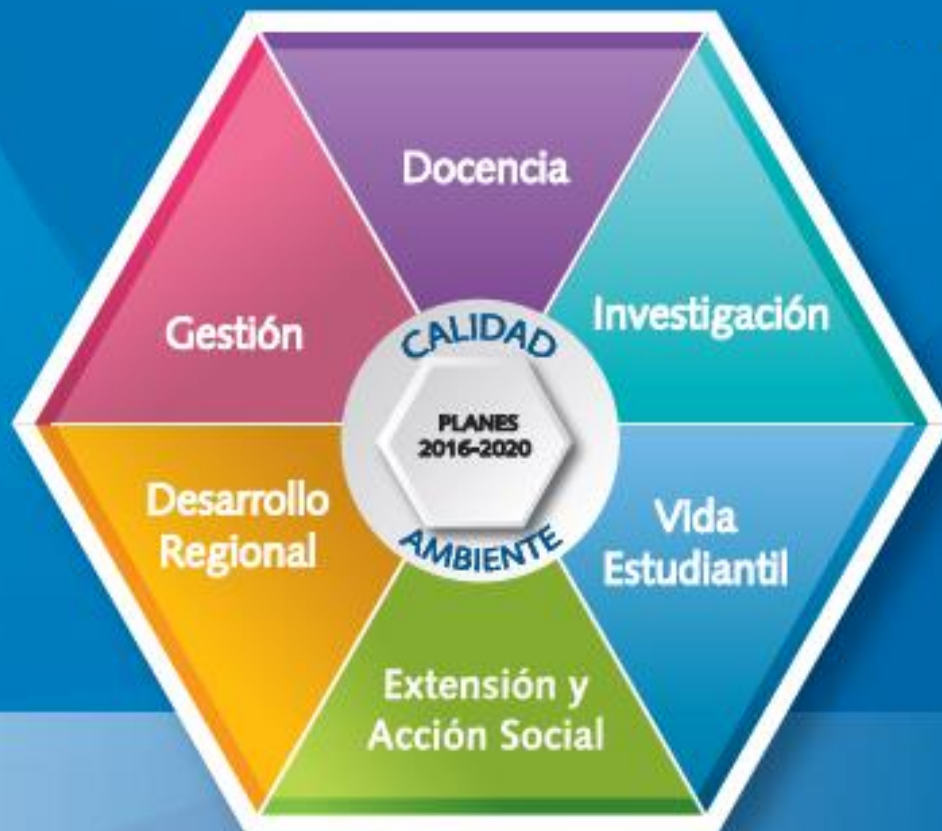 Docencia
Investigación
Vida
Estudiantil
Extensión y
Acción Social
Desarrollo
Regional
Gestión
CALIDAD
PLANES
2016-2020
AMBIENTE